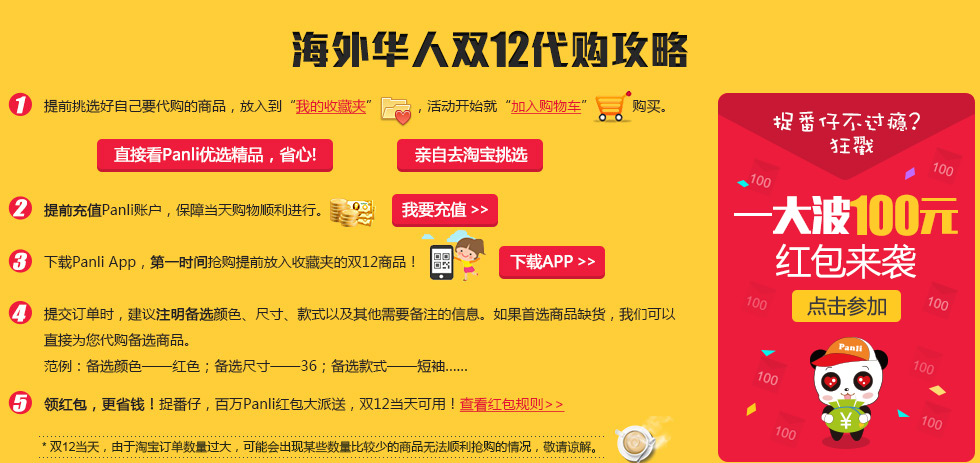 海外华人双12代购攻略
1 提前挑选好自己要代购的商品，放入到“我的收藏夹”，活动开始就“加入购物车”购买。
直接看Panli优选精品，省心!
亲自去淘宝挑选
2 提前充值Panli账户，保障当天购物顺利进行。
我要充值 >>
3 下载Panli App，第一时间抢购提前放入收藏夹的双12商品！
下载APP >>
4 提交订单时，建议注明备选颜色、尺寸、款式以及其他需要备注的信息。如果首选商品缺货，我们可以
直接为您代购备选商品。
范例：备选颜色——红色；备选尺寸——36；备选款式——短袖......
5 领红包，更省钱！捉番仔，百万Panli红包大派送，双12当天可用！查看红包规则>>
* 双12当天，由于淘宝订单数量过大，可能会出现某些数量比较少的商品无法顺利抢购的情况，敬请谅解。
捉番仔不过瘾?
狂戳
100
100
一大波100元
红包来袭
100
100
点击参加
Panli
100
100
¥
100
100